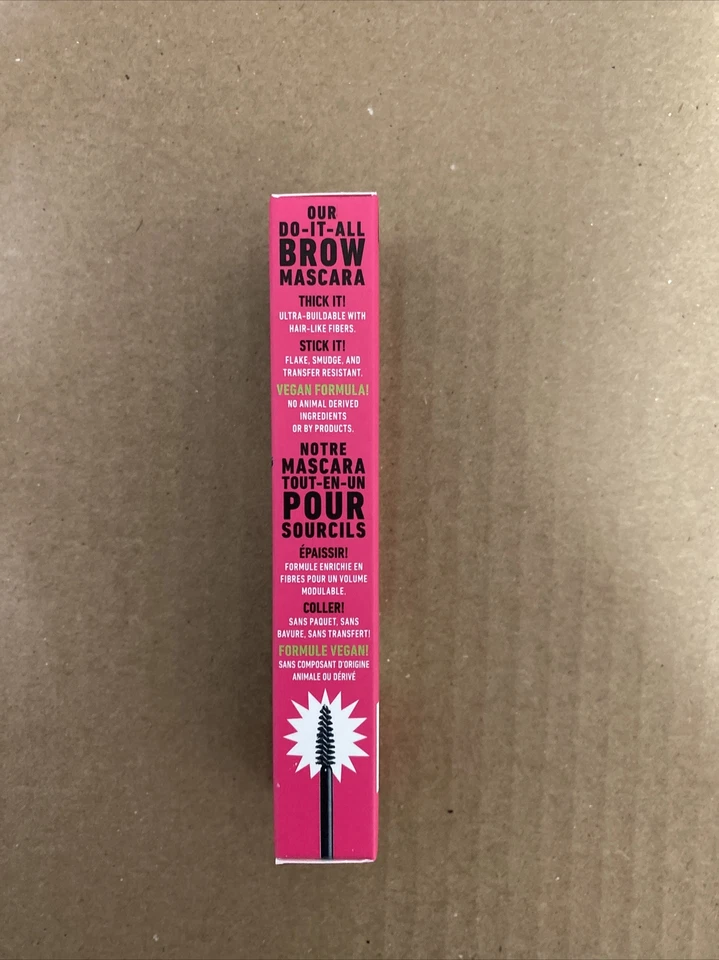 OUR
DO-IT-ALL
BROW
MASCARA
THICK IT!
ULTRA-BUILDABLE WITH
HAIR-LIKE FIBERS.
STICK IT!
FLAKE, SMUDGE, AND
TRANSFER RESISTANT.
VEGAN FORMULA!
NO ANIMAL DERIVED
INGREDIENTS
OR BY PRODUCTS.
NOTRE
MASCARA
TOUT-EN-UN
POUR
SOURCILS
ÉPAISSIR!
FORMULE ENRICHIE EN
FIBRES POUR UN VOLUME
MODULABLE.
COLLER!
SANS PAQUET, SANS
BAVURE, SANS TRANSFERT!
FORMULE VEGAN!
SANS COMPOSANT D'ORIGINE
ANIMALE OU DÉRIVÉ